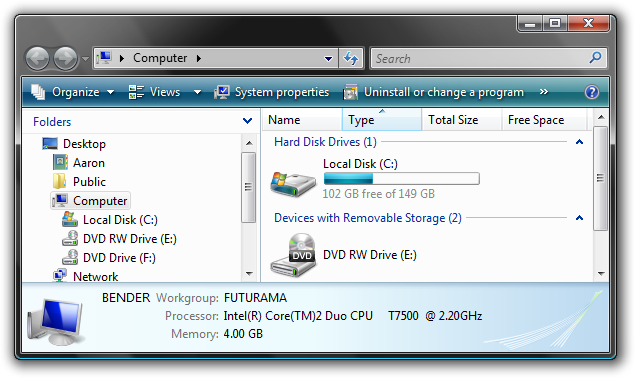 Computer
Search
Organize Views System properties Uninstall or change a program »
Folders
Desktop
Aaron
Public
Computer
Local Disk (C:)
DVD RW Drive (E:)
DVD Drive (F:)
Network
Name Type Total Size Free Space
Hard Disk Drives (1)
Local Disk (C:)
102 GB free of 149 GB
Devices with Removable Storage (2)
DVD
DVD RW Drive (E:)
BENDER Workgroup: FUTURAMA
Processor: Intel(R) Core(TM)2 Duo CPU T7500 @ 2.20GHz
Memory: 4.00 GB